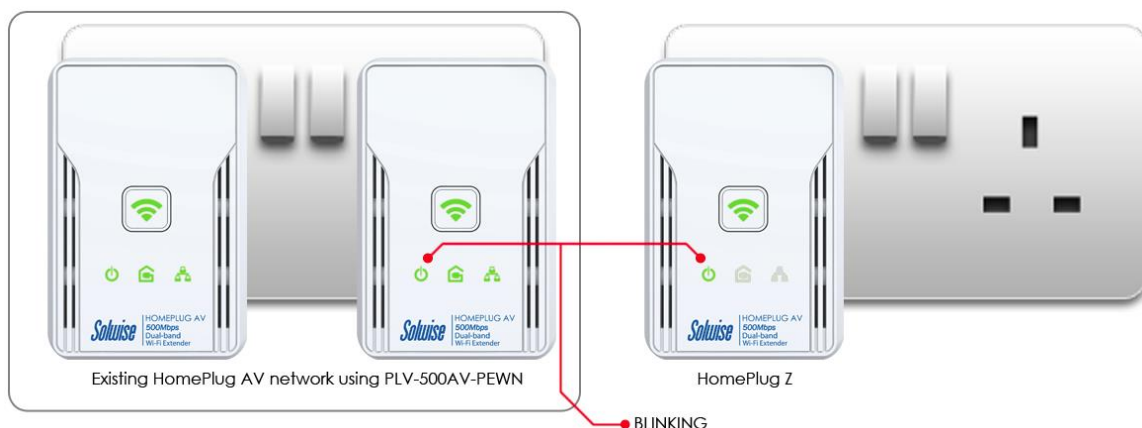 Solwise
HOMEPLUG AV
500Mbps
Dual-band
Wi-Fi Extender
Solwise
HOMEPLUG AV
500Mbps
Dual-band
Wi-Fi Extender
Solwise
HOMEPLUG AV
500Mbps
Dual-band
Wi-Fi Extender
Existing HomePlug AV network using PLV-500AV-PEWN
HomePlug Z
BLINKING